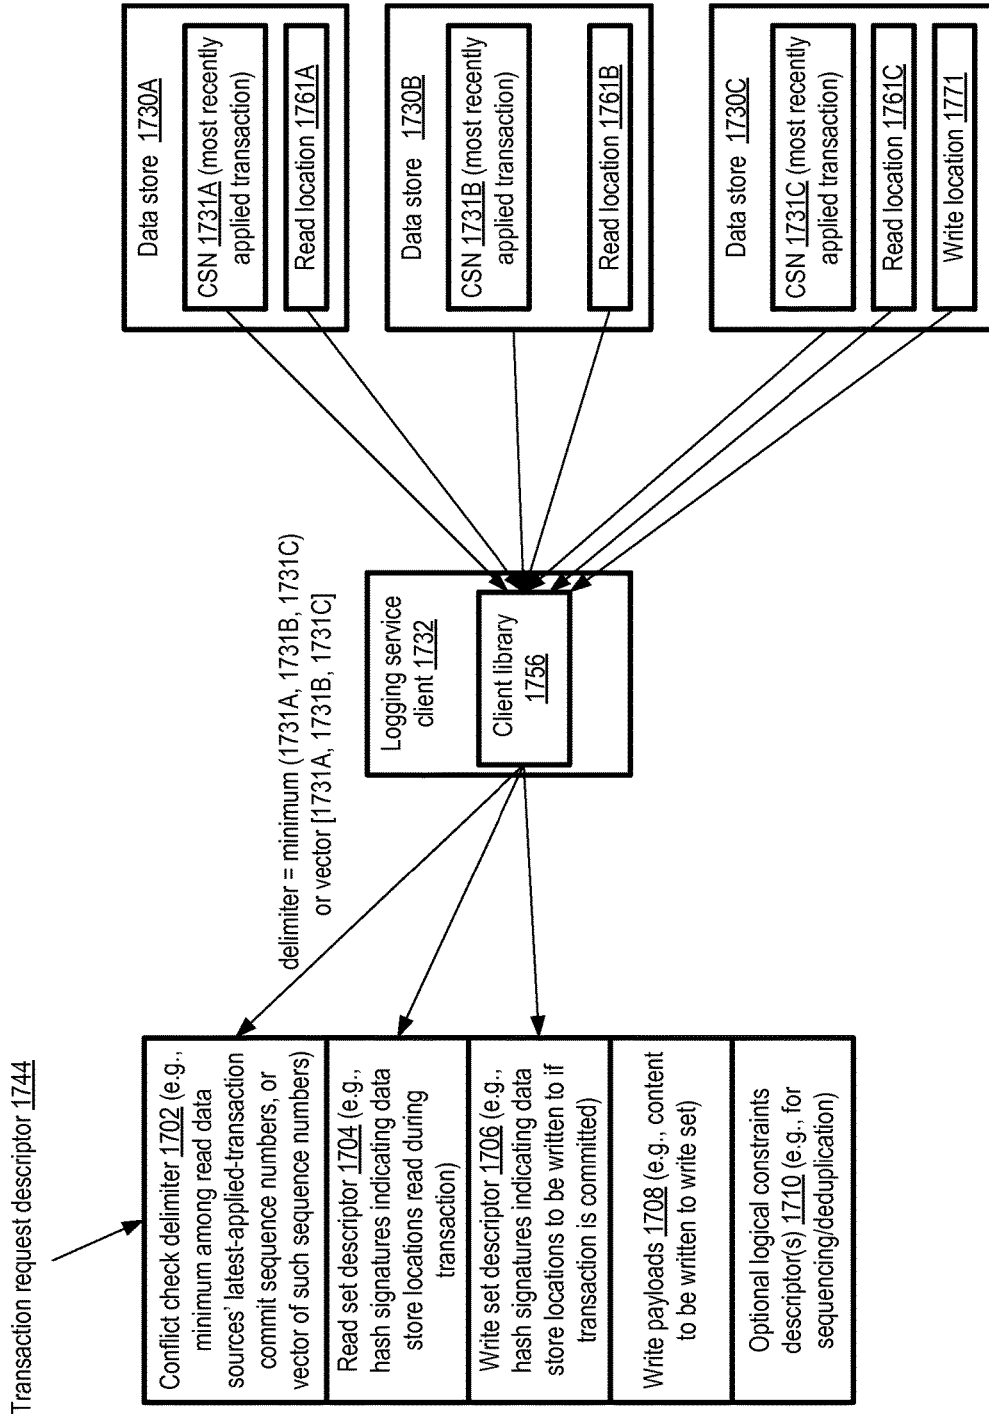 Transaction request descriptor 1744
Conflict check delimiter 1702 (e.g.,
minimum among read data
sources' latest-applied-transaction
commit sequence numbers, or
vector of such sequence numbers)
Read set descriptor 1704 (e.g.,
hash signatures indicating data
store locations read during
transaction)
Write set descriptor 1706 (e.g.,
hash signatures indicating data
store locations to be written to if
transaction is committed)
Write payloads 1708 (e.g., content
to be written to write set)
Optional logical constraints
descriptor(s) 1710 (e.g., for
sequencing/deduplication)
delimiter = minimum (1731A, 1731B, 1731C)
or vector [1731A, 1731B, 1731C]
Logging service
client 1732
Client library
1756
Data store 1730A
CSN 1731A (most recently
applied transaction)
Read location 1761A
Data store 1730B
CSN 1731B (most recently
applied transaction)
Read location 1761B
Data store 1730C
CSN 1731C (most recently
applied transaction)
Read location 1761C
Write location 1771